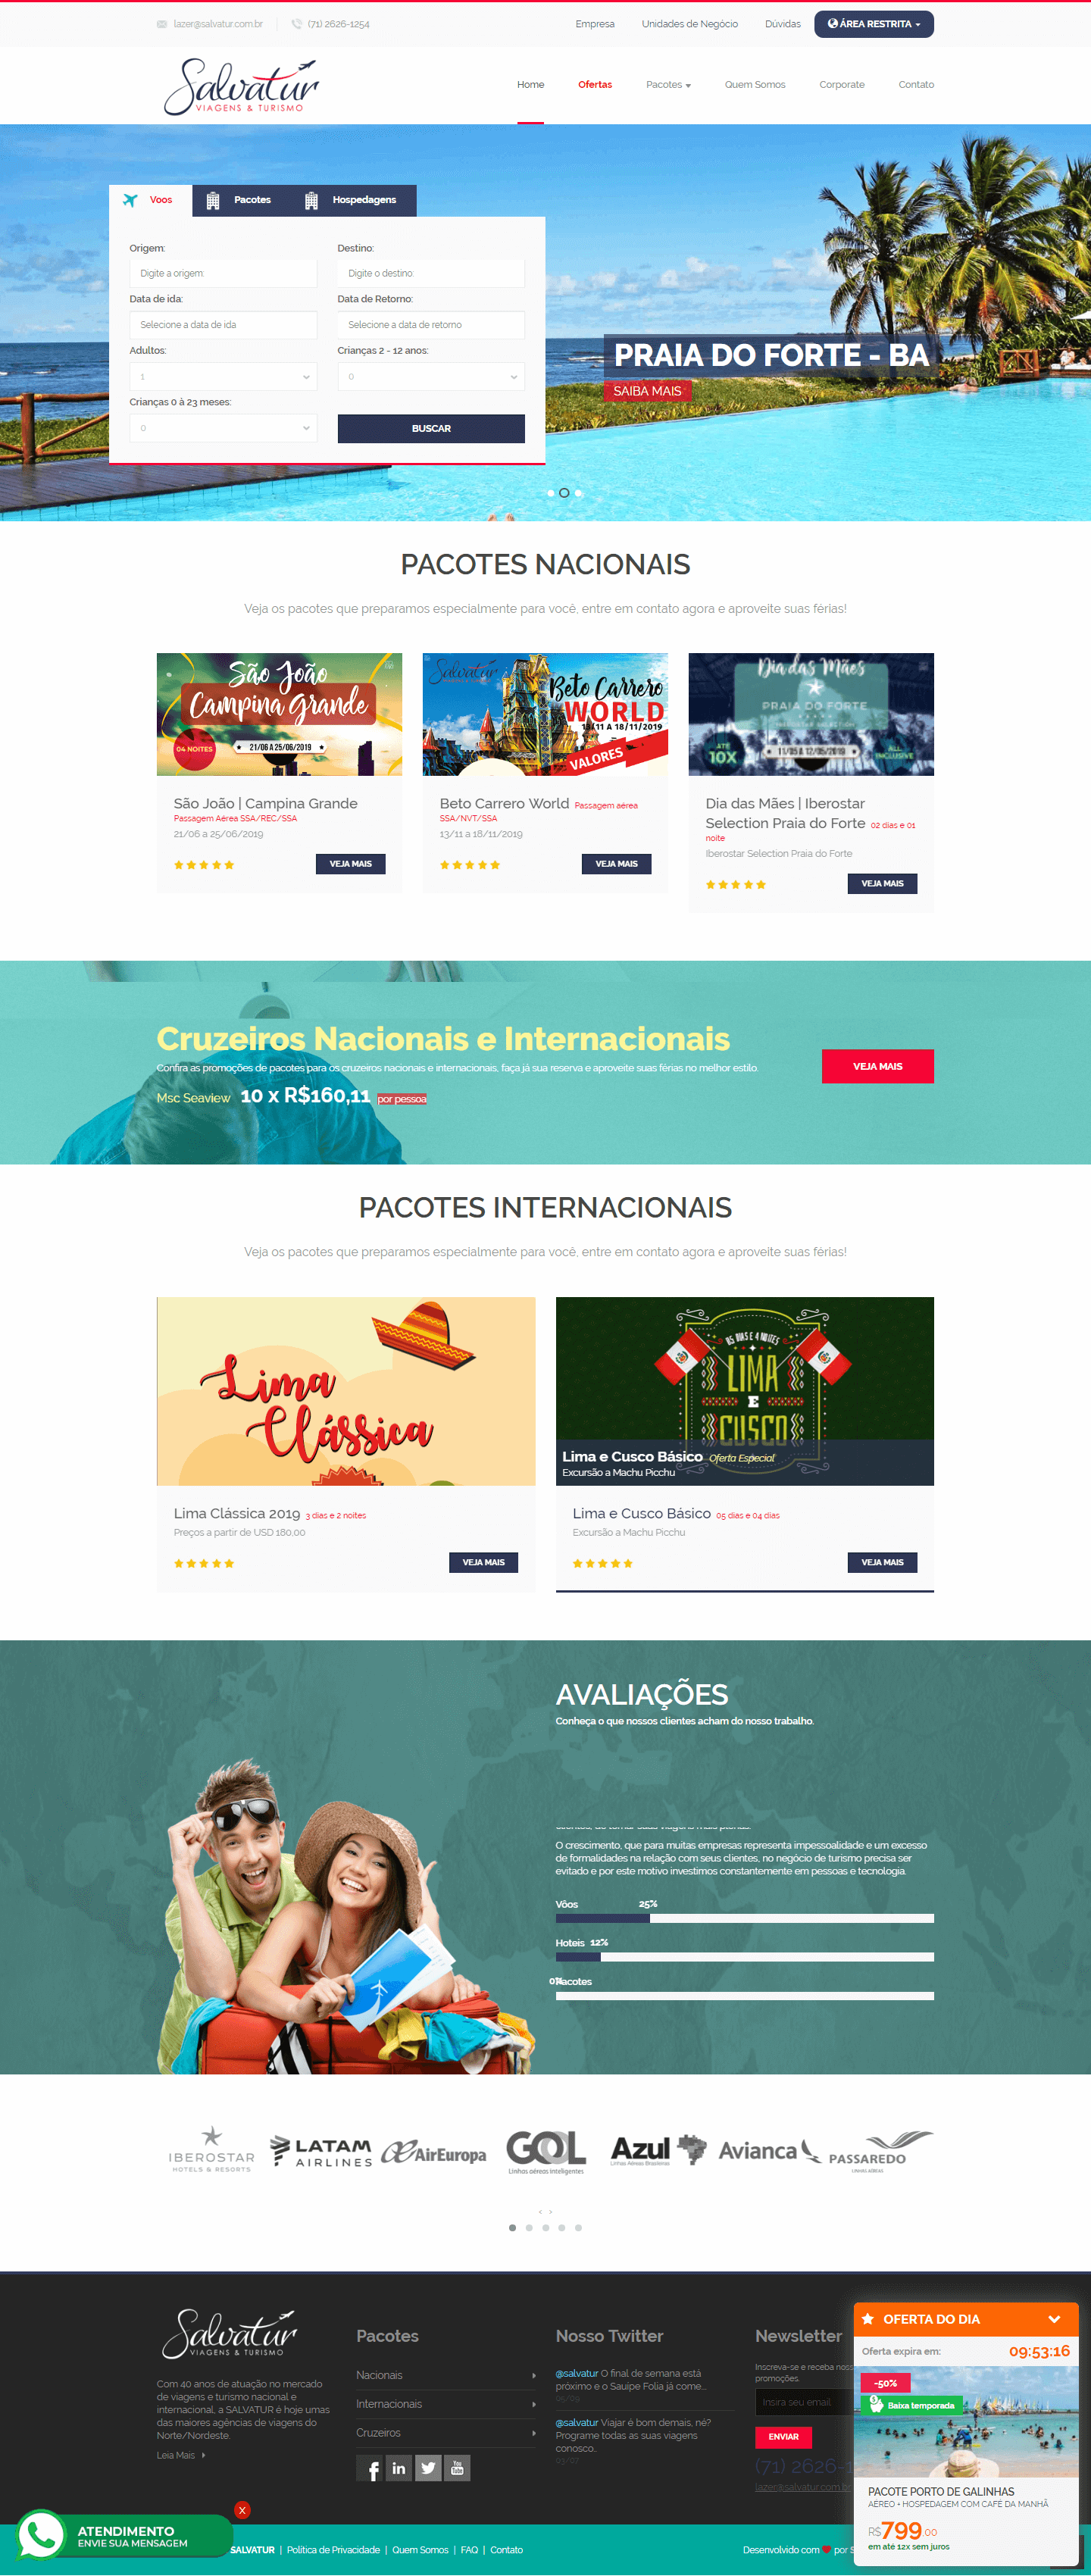 lazer@salvatur.com.br
(71) 2626-1254
Empresa
Unidades de Negócio
Dúvidas
ÁREA RESTRITA
Salvatur
VIAGENS & TURISMO
Home
Ofertas
Pacotes
Quem Somos
Corporate
Contato
Voos
Pacotes
Hospedagens
Origem:
Destino:
Digite a origem:
Digite o destino:
Data de ida:
Data de Retorno:
Selecione a data de ida
Selecione a data de retorno
Adultos:
Crianças 2 - 12 anos:
1
0
Crianças 0 à 23 meses:
0
BUSCAR
PRAIA DO FORTE - BA
SAIBA MAIS
PACOTES NACIONAIS
Veja os pacotes que preparamos especialmente para você, entre em contato agora e aproveite suas férias!
São João
Campina Grande
04 NOITES
21/06 A 25/06/2019
São João | Campina Grande
Passagem Aérea SSA/REC/SSA
21/06 a 25/06/2019
VEJA MAIS
Salvatur
Beto Carrero
WORLD
13/11 A 18/11/2019
VALORES
Beto Carrero World Passagem aérea
SSA/NVT/SSA
13/11 a 18/11/2019
VEJA MAIS
Dia das Mães
PRAIA DO FORTE
11/05 A 12/05/2019
ATÉ
10X
ALL
INCLUSIVE
Dia das Mães | Iberostar
Selection Praia do Forte 02 dias e 01
noite
Iberostar Selection Praia do Forte
VEJA MAIS
Cruzeiros Nacionais e Internacionais
Confira as promoções de pacotes para os cruzeiros nacionais e internacionais, faça já sua reserva e aproveite suas férias no melhor estilo.
Msc Seaview 10 x R$160,11 por pessoa
VEJA MAIS
PACOTES INTERNACIONAIS
Veja os pacotes que preparamos especialmente para você, entre em contato agora e aproveite suas férias!
Lima
Clássica
Lima Clássica 2019 3 dias e 2 noites
Preços a partir de USD 180.00
VEJA MAIS
05 DIAS E 4 NOITES
LIMA
E
CUSCO
Lima e Cusco Básico Oferta Especial
Excursão a Machu Picchu
Lima e Cusco Básico 05 dias e 04 dias
Excursão a Machu Picchu
VEJA MAIS
AVALIAÇÕES
Conheça o que nossos clientes acham do nosso trabalho.
O crescimento, que para muitas empresas representa impessoalidade e um excesso
de formalidades na relação com seus clientes, no negócio de turismo precisa ser
evitado e por este motivo investimos constantemente em pessoas e tecnologia.
Vôos 25%
Hoteis 12%
0% Pacotes
IBEROSTAR
HOTELS & RESORTS
LATAM
AIRLINES
AirEuropa
GOL
Linhas aéreas inteligentes
Azul
Linhas Aéreas Brasileiras
Avianca
PASSAREDO
LINHAS AÉREAS
‹ ›
Salvatur
VIAGENS & TURISMO
Com 40 anos de atuação no mercado
de viagens e turismo nacional e
internacional, a SALVATUR é hoje umas
das maiores agências de viagens do
Norte/Nordeste.
Leia Mais
Pacotes
Nacionais
Internacionais
Cruzeiros
Nosso Twitter
@salvatur O final de semana está
próximo e o Sauípe Folia já come...
05/09
@salvatur Viajar é bom demais, né?
Programe todas as suas viagens
conosco...
03/07
Newsletter
Inscreva-se e receba noss
promoções.
Insira seu email
ENVIAR
(71) 2626-1
lazer@salvatur.com.br
OFERTA DO DIA
Oferta expira em: 09:53:16
-50%
Baixa temporada
PACOTE PORTO DE GALINHAS
AÉREO + HOSPEDAGEM COM CAFÉ DA MANHÃ
R$799,00
em até 12x sem juros
X
ATENDIMENTO
ENVIE SUA MENSAGEM
SALVATUR | Política de Privacidade | Quem Somos | FAQ | Contato
Desenvolvido com por S